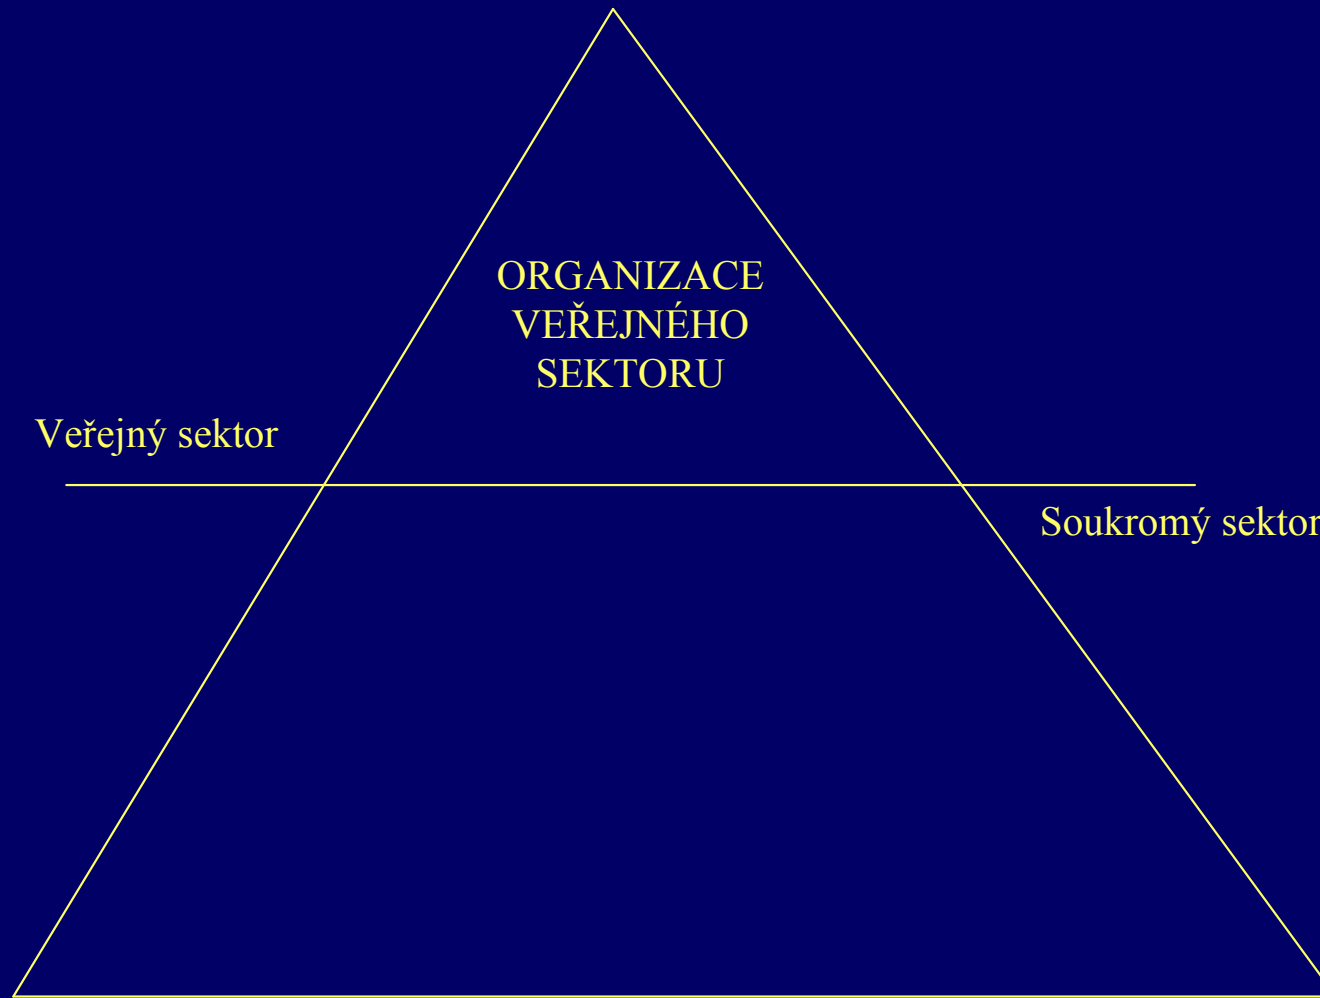 ORGANIZACE
VEŘEJNÉHO
SEKTORU
Veřejný sektor
Soukromý sektor